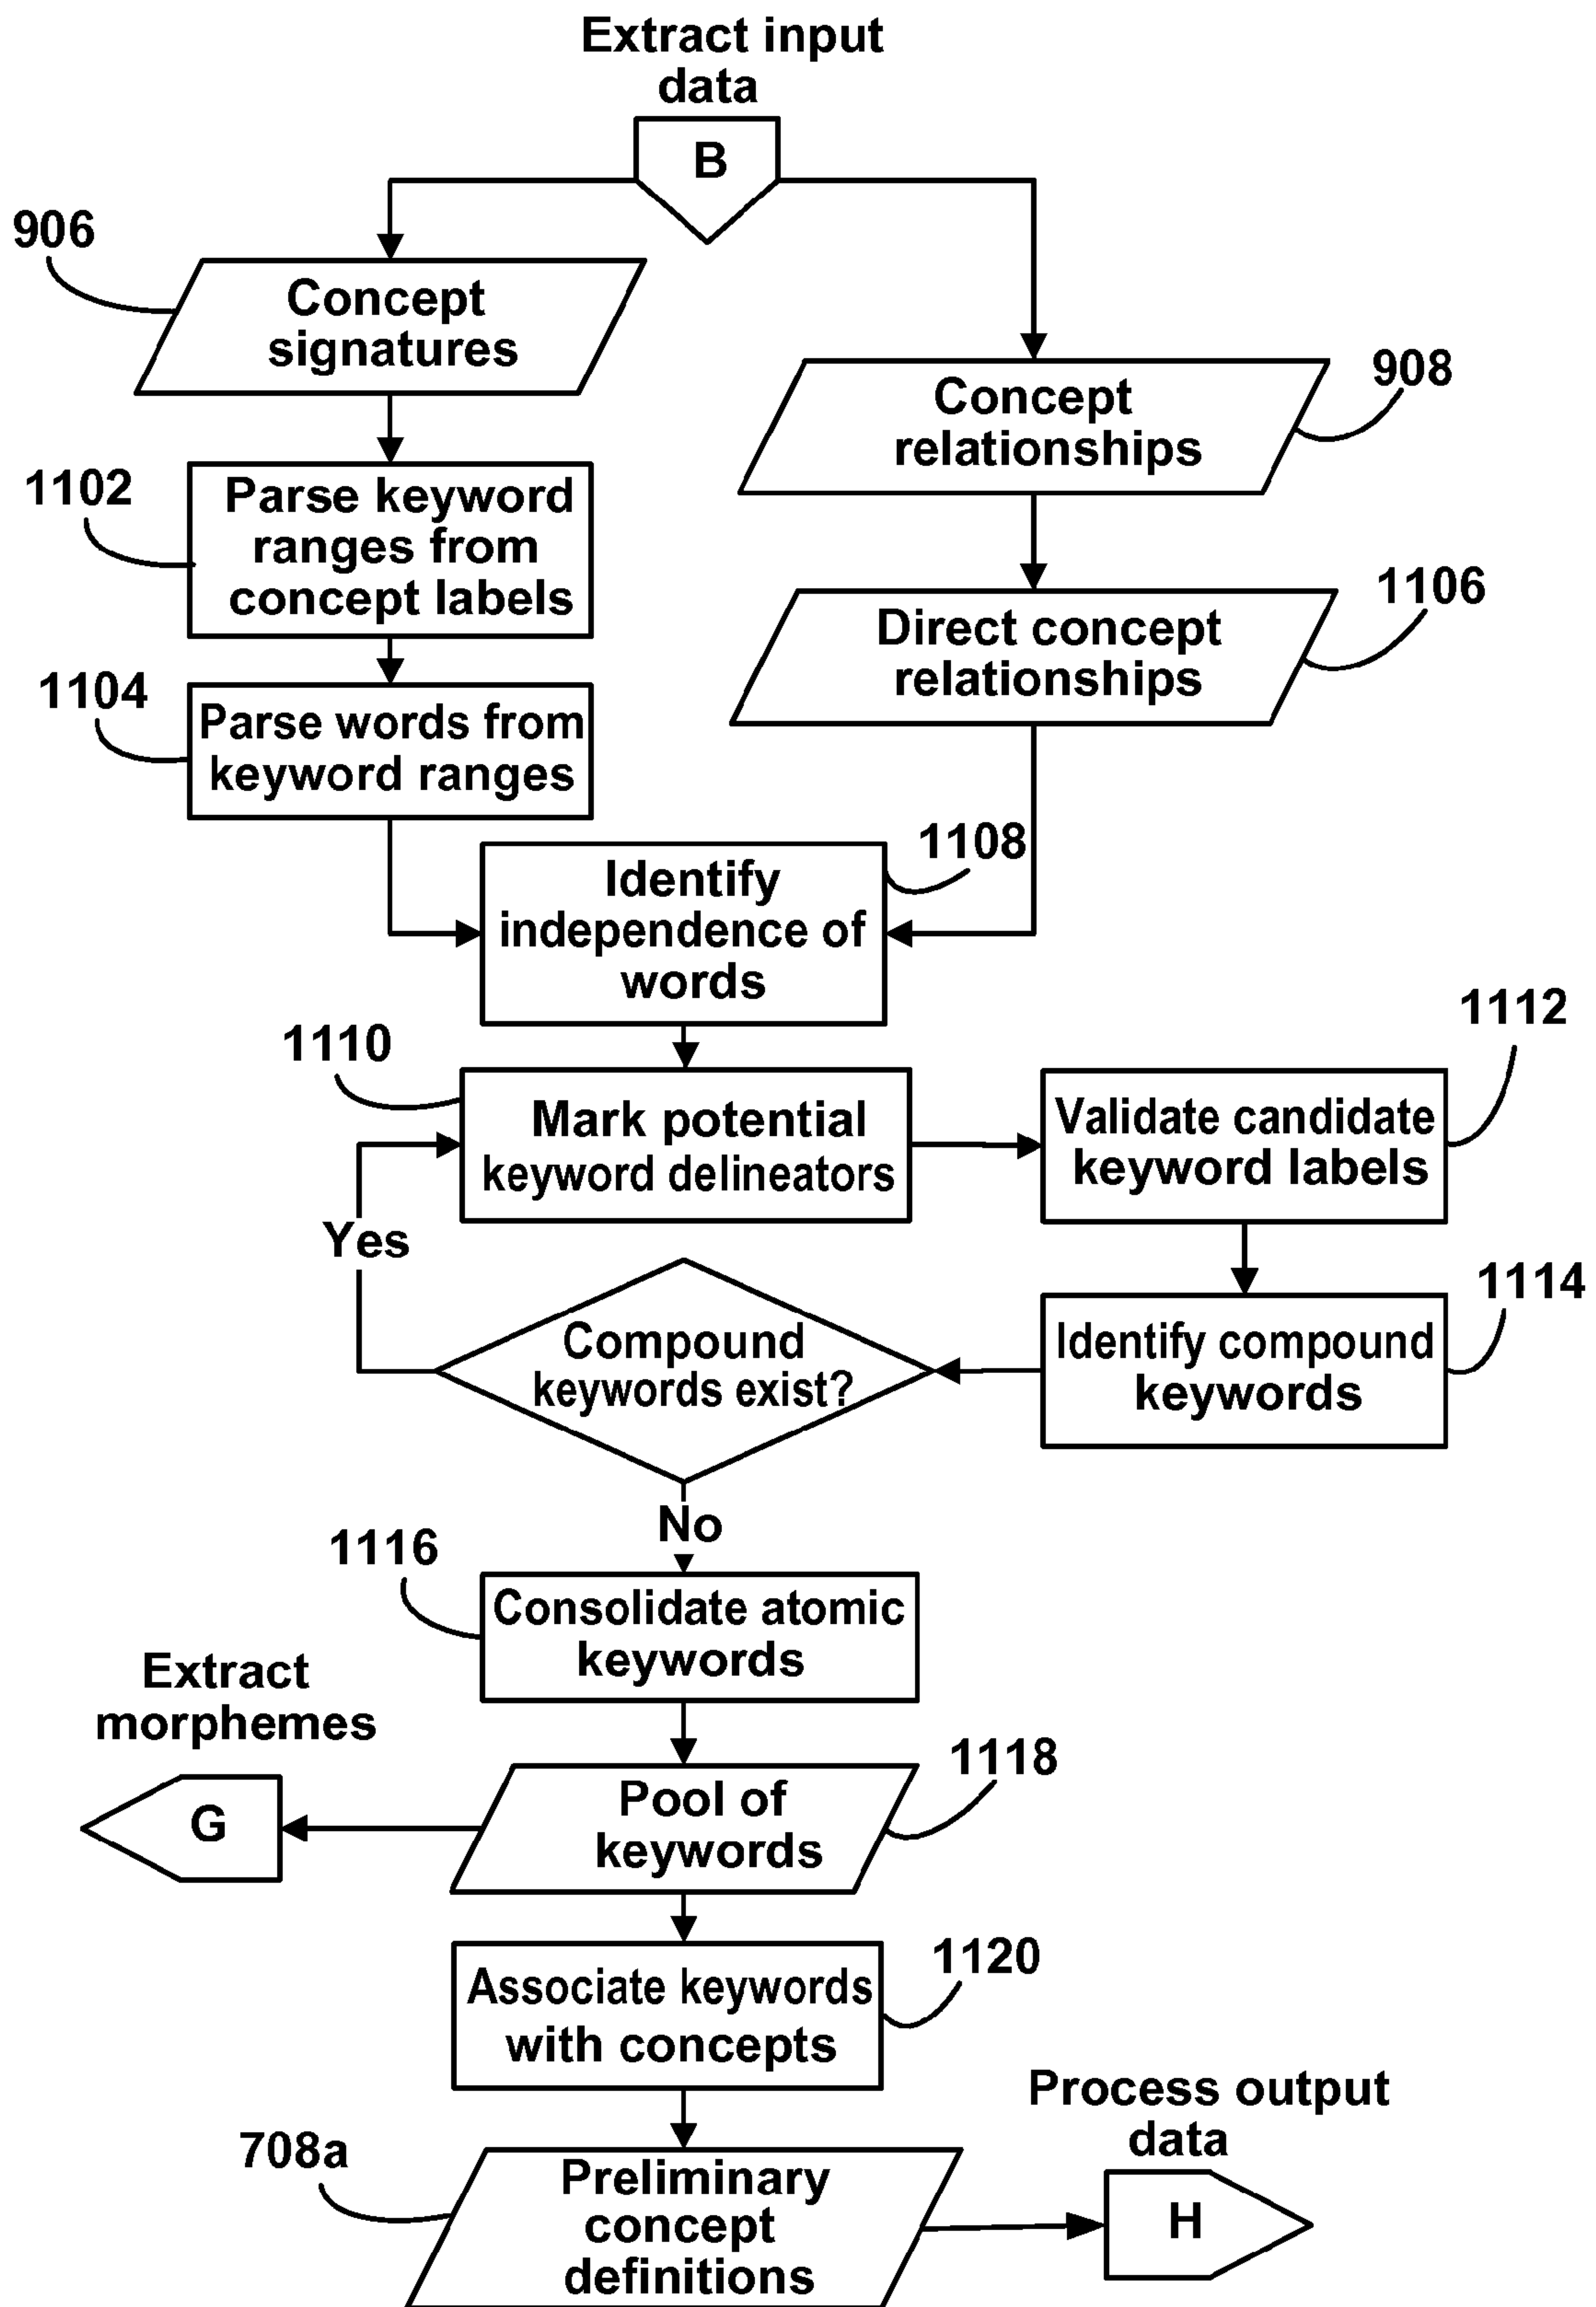 Extract input
data
B
906
Concept
signatures
908
Concept
relationships
1102
Parse keyword
ranges from
concept labels
1106
Direct concept
relationships
1104
Parse words from
keyword ranges
1108
Identify
independence of
words
1110
Mark potential
keyword delineators
1112
Validate candidate
keyword labels
Yes
1114
Identify compound
keywords
Compound
keywords exist?
No
1116
Consolidate atomic
keywords
Extract
morphemes
G
1118
Pool of
keywords
1120
Associate keywords
with concepts
Process output
data
708a
Preliminary
concept
definitions
H